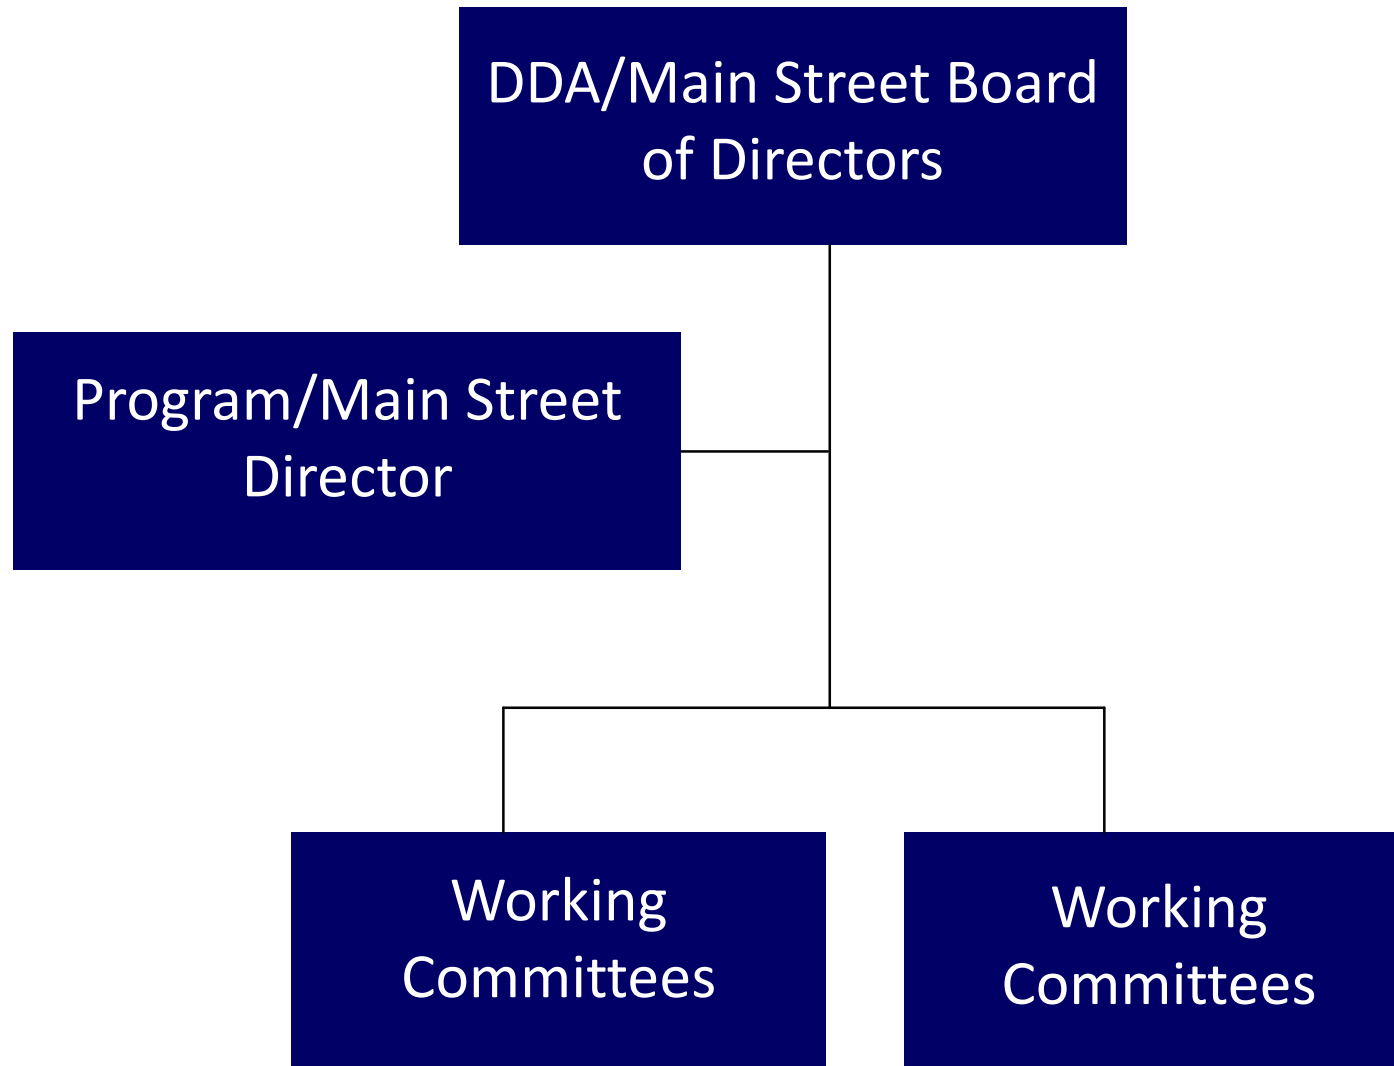 DDA/Main Street Board
of Directors
Program/Main Street
Director
Working
Committees
Working
Committees